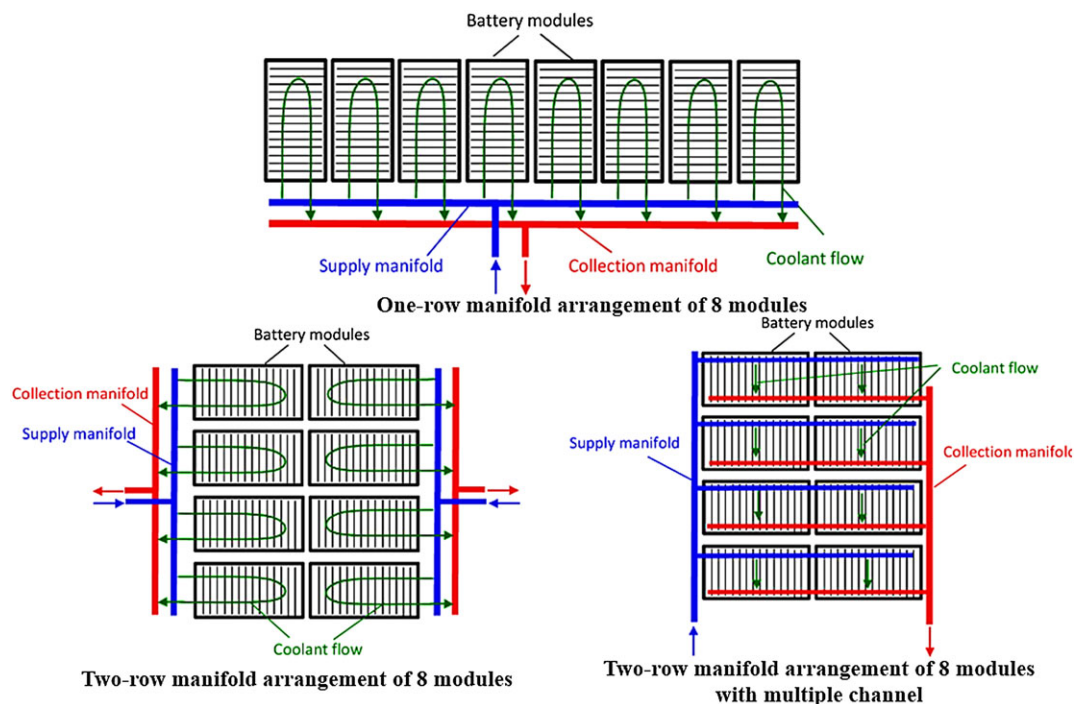 Battery modules
Supply manifold
Collection manifold
Coolant flow
One-row manifold arrangement of 8 modules
Battery modules
Collection manifold
Supply manifold
Coolant flow
Two-row manifold arrangement of 8 modules
Battery modules
Coolant flow
Supply manifold
Collection manifold
Two-row manifold arrangement of 8 modules
with multiple channel